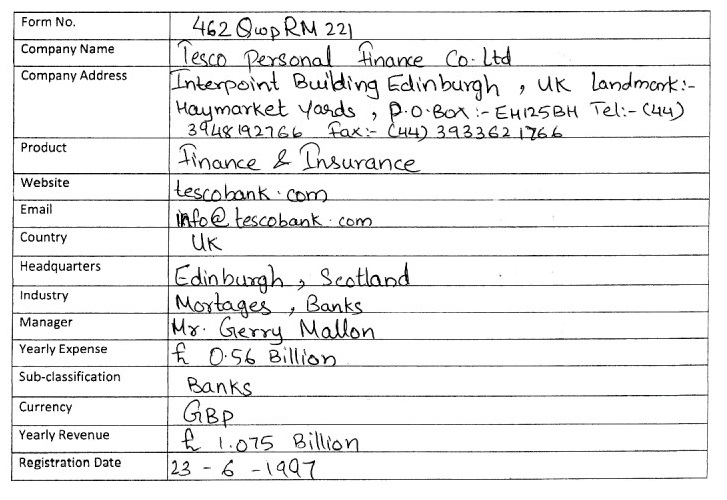 Form No. 462 QwpRM 221
Company Name Tesco Personal Finance Co. Ltd
Company Address Interpoint Building Edinburgh , UK Landmark:-
Haymarket Yards , P.O.Box :- EH125BH Tel:- (44)
3948192766 Fax:- (44) 3933621766
Product Finance & Insurance
Website tescobank.com
Email info@tescobank.com
Country UK
Headquarters Edinburgh , Scotland
Industry Mortages , Banks
Manager Mr. Gerry Mallon
Yearly Expense £ 0.56 Billion
Sub-classification Banks
Currency GBP
Yearly Revenue £ 1.075 Billion
Registration Date 23 - 6 - 1997